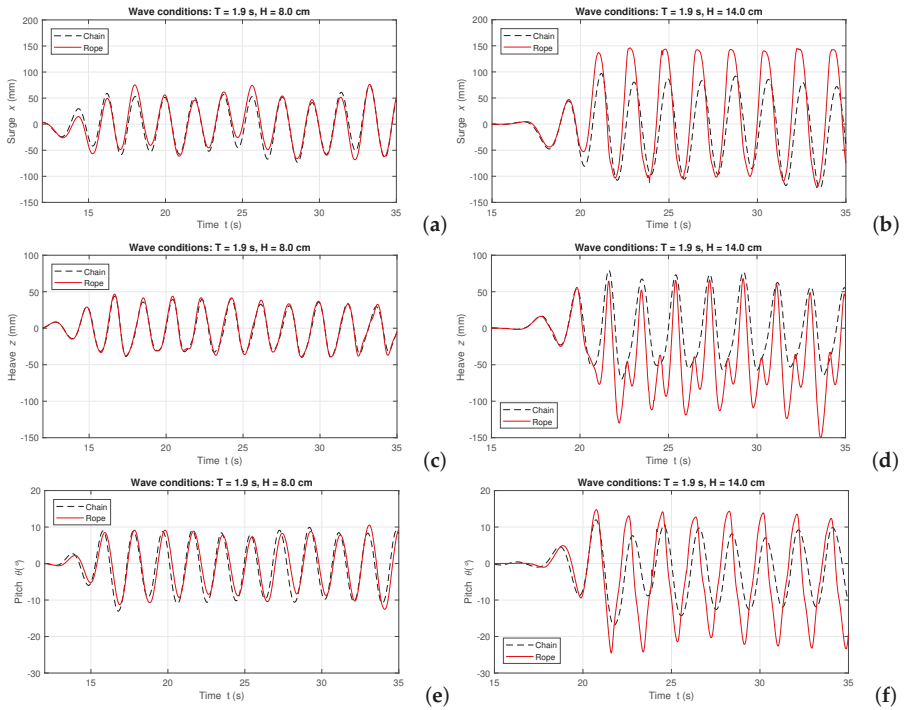 Wave conditions: T = 1.9 s, H = 8.0 cm
200
150
100
50
0
-50
-100
-150
Surge x (mm)
Chain
Rope
15 20 25 30 35
Time t (s)
(a)
Wave conditions: T = 1.9 s, H = 14.0 cm
200
150
100
50
0
-50
-100
-150
Surge x (mm)
Chain
Rope
15 20 25 30 35
Time t (s)
(b)
Wave conditions: T = 1.9 s, H = 8.0 cm
100
50
0
-50
-100
-150
Heave z (mm)
Chain
Rope
15 20 25 30 35
Time t (s)
(c)
Wave conditions: T = 1.9 s, H = 14.0 cm
100
50
0
-50
-100
-150
Heave z (mm)
Chain
Rope
15 20 25 30 35
Time t (s)
(d)
Wave conditions: T = 1.9 s, H = 8.0 cm
20
10
0
-10
-20
-30
Pitch θ(°)
Chain
Rope
15 20 25 30 35
Time t (s)
(e)
Wave conditions: T = 1.9 s, H = 14.0 cm
20
10
0
-10
-20
-30
Pitch θ(°)
Chain
Rope
15 20 25 30 35
Time t (s)
(f)